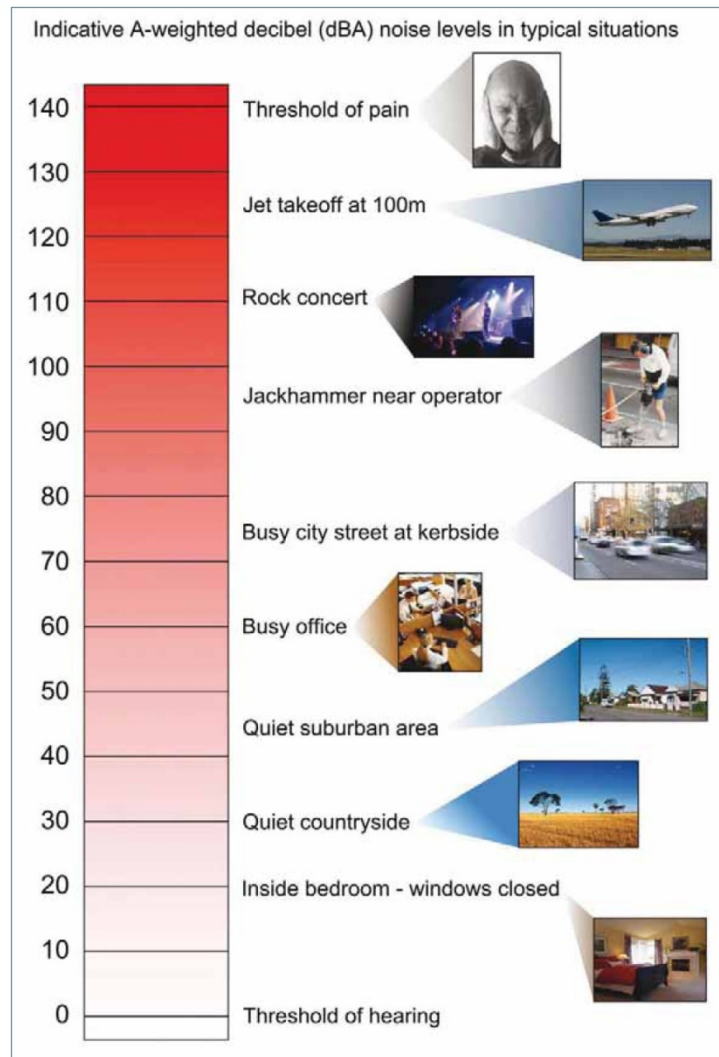 Indicative A-weighted decibel (dBA) noise levels in typical situations
140
Threshold of pain
130
Jet takeoff at 100m
120
110
Rock concert
100
Jackhammer near operator
90
80
Busy city street at kerbside
70
60
Busy office
50
Quiet suburban area
40
30
Quiet countryside
20
Inside bedroom - windows closed
10
0
Threshold of hearing